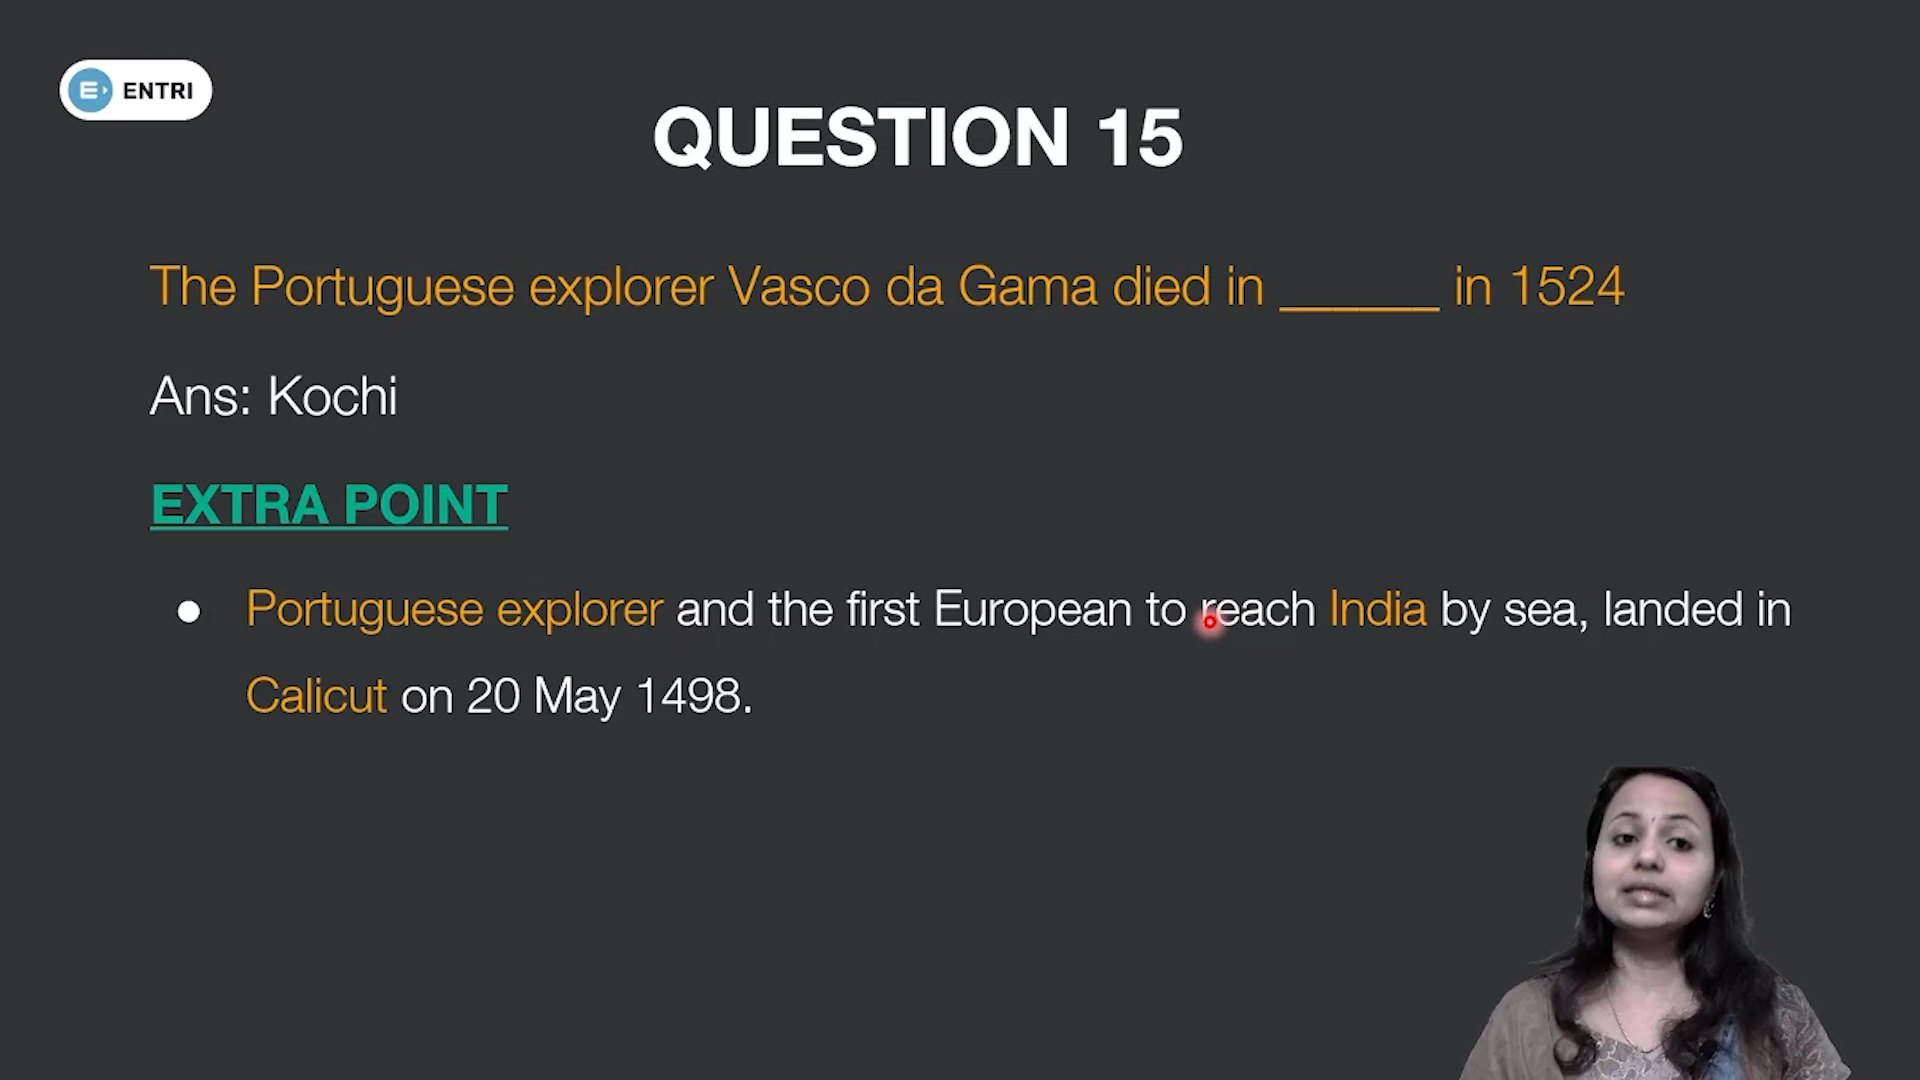 ENTRI
QUESTION 15
The Portuguese explorer Vasco da Gama died in ______ in 1524
Ans: Kochi
EXTRA POINT
● Portuguese explorer and the first European to reach India by sea, landed in
Calicut on 20 May 1498.